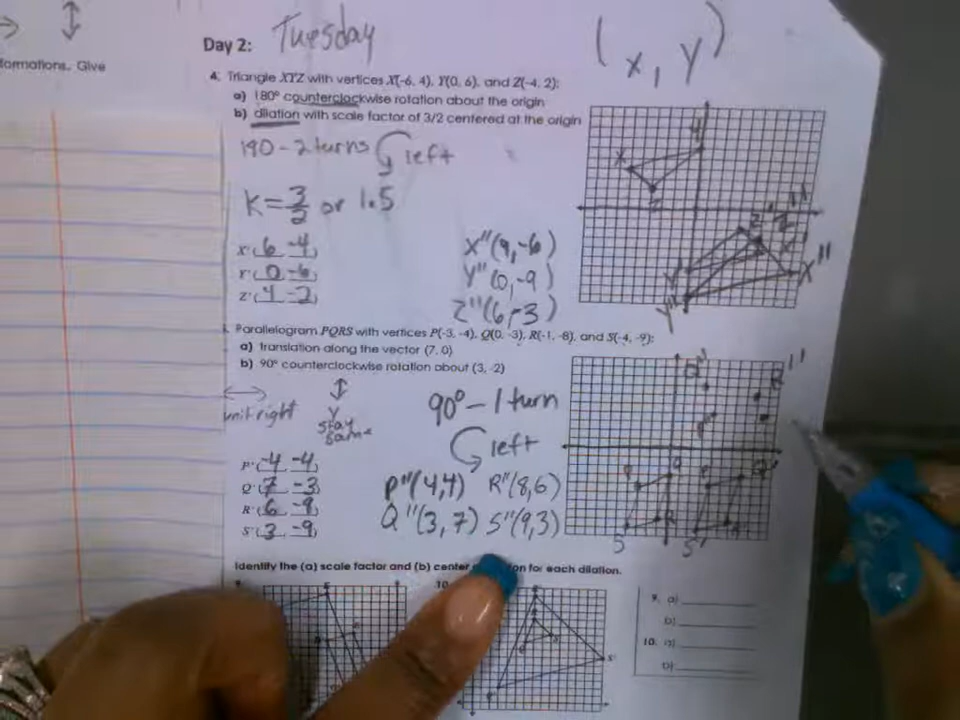 formations. Give
Day 2: Tuesday
(x, y)
4. Triangle XYZ with vertices X(-6, 4), Y(0, 6), and Z(-4, 2):
a) 180° counterclockwise rotation about the origin
b) dilation with scale factor of 3/2 centered at the origin
190 - 2 turns left
K = 3/2 or 1.5
X'( 6 -4 )
Y'( 0 -6 )
Z'( 4 -2 )
X"(9, -6)
Y"(0, -9)
Z"(6, -3)
Parallelogram PQRS with vertices P(-3, -4), Q(0, -3), R(-1, -8), and S(-4, -9):
a) translation along the vector (7, 0)
b) 90° counterclockwise rotation about (3, -2)
unit right
y stay same
90° - 1 turn
left
P'( -4 -4 )
Q'( 7 -3 )
R'( 6 -9 )
S'( 3 -9 )
P"(4,4) R"(8,6)
Q"(3,7) S"(9,3)
Identify the (a) scale factor and (b) center for each dilation.
10.
9. a)
b)
10. a)
b)